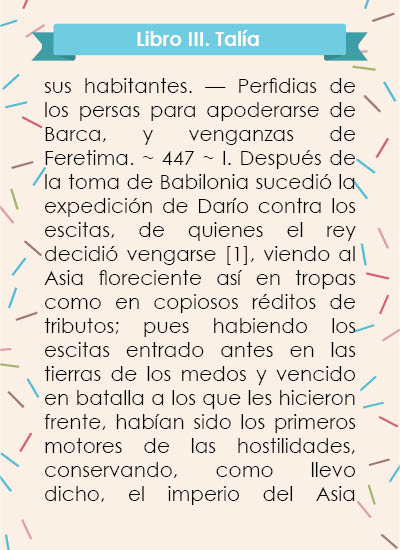 Libro III. Talía
sus habitantes. — Perfidias de
los persas para apoderarse de
Barca, y venganzas de
Feretima. ~ 447 ~ I. Después de
la toma de Babilonia sucedió la
expedición de Darío contra los
escitas, de quienes el rey
decidió vengarse [1], viendo al
Asia floreciente así en tropas
como en copiosos réditos de
tributos; pues habiendo los
escitas entrado antes en las
tierras de los medos y vencido
en batalla a los que les hicieron
frente, habían sido los primeros
motores de las hostilidades,
conservando, como llevo
dicho, el imperio del Asia